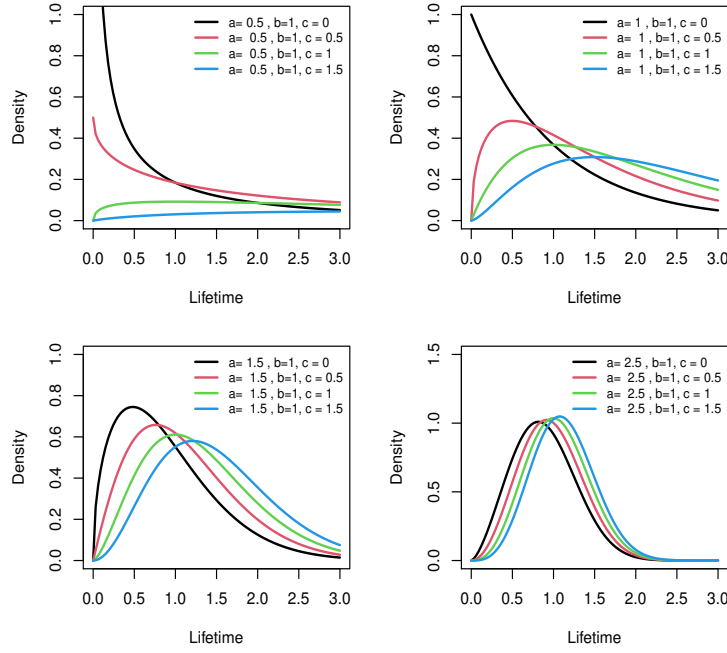 a= 0.5 , b=1, c = 0
a= 0.5 , b=1, c = 0.5
a= 0.5 , b=1, c = 1
a= 0.5 , b=1, c = 1.5
Density
0.0 0.2 0.4 0.6 0.8 1.0
0.0 0.5 1.0 1.5 2.0 2.5 3.0
Lifetime
a= 1 , b=1, c = 0
a= 1 , b=1, c = 0.5
a= 1 , b=1, c = 1
a= 1 , b=1, c = 1.5
Density
0.0 0.2 0.4 0.6 0.8 1.0
0.0 0.5 1.0 1.5 2.0 2.5 3.0
Lifetime
a= 1.5 , b=1, c = 0
a= 1.5 , b=1, c = 0.5
a= 1.5 , b=1, c = 1
a= 1.5 , b=1, c = 1.5
Density
0.0 0.2 0.4 0.6 0.8 1.0
0.0 0.5 1.0 1.5 2.0 2.5 3.0
Lifetime
a= 2.5 , b=1, c = 0
a= 2.5 , b=1, c = 0.5
a= 2.5 , b=1, c = 1
a= 2.5 , b=1, c = 1.5
Density
0.0 0.5 1.0 1.5
0.0 0.5 1.0 1.5 2.0 2.5 3.0
Lifetime